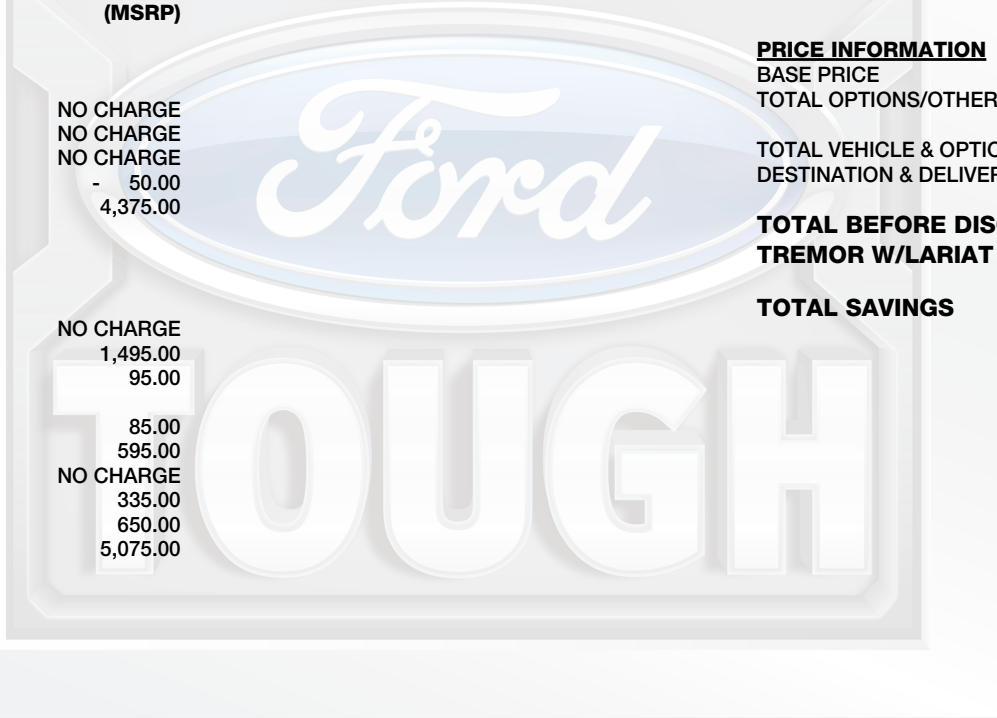 (MSRP)
NO CHARGE
NO CHARGE
NO CHARGE
- 50.00
4,375.00
NO CHARGE
1,495.00
95.00
85.00
595.00
NO CHARGE
335.00
650.00
5,075.00
PRICE INFORMATION
BASE PRICE
TOTAL OPTIONS/OTHER
TOTAL VEHICLE & OPTIO
DESTINATION & DELIVER
TOTAL BEFORE DIS
TREMOR W/LARIAT
TOTAL SAVINGS
Ford
TOUGH